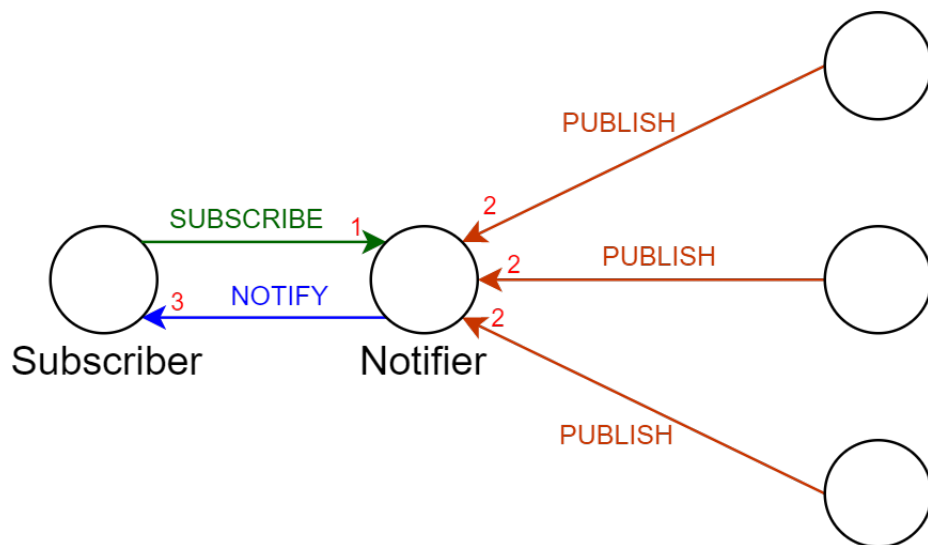 PUBLISH
2
SUBSCRIBE
1
2
PUBLISH
3
NOTIFY
2
Subscriber
Notifier
PUBLISH